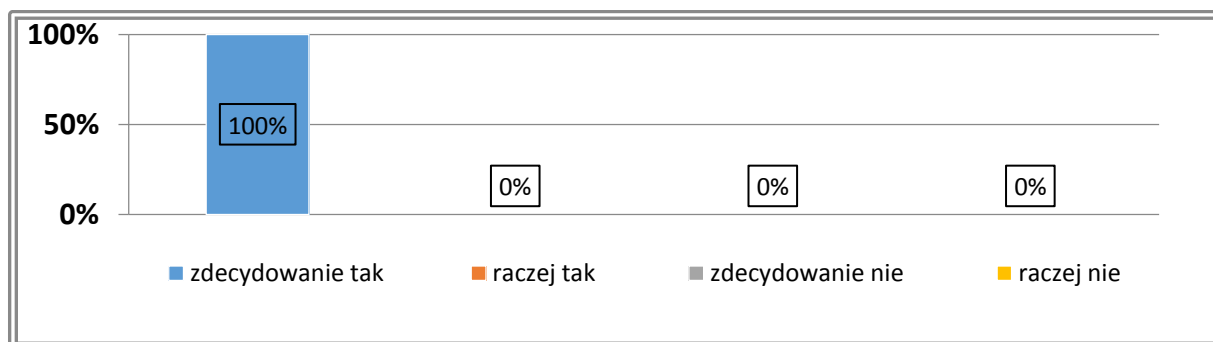 100%
50%
0%
100%
0%
0%
0%
zdecydowanie tak
raczej tak
zdecydowanie nie
raczej nie